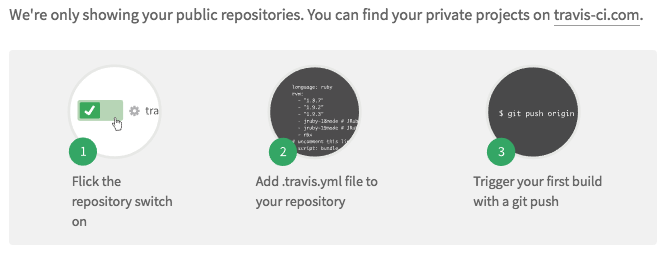 We're only showing your public repositories. You can find your private projects on travis-ci.com.
tra
language: ruby
rvm:
- "1.8.7"
- "1.9.2"
- "1.9.3"
- jruby-18mode # JRu
- jruby-19mode # JRu
- rbx
# uncomment this li
script: bundle
$ git push origin
1
2
3
Flick the
repository switch
on
Add .travis.yml file to
your repository
Trigger your first build
with a git push